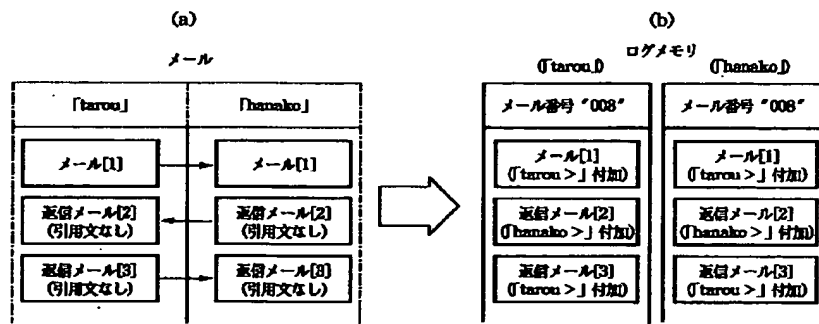 (a)
メール
「tarou」
「hanako」
メール[1]
メール[1]
返信メール[2]
(引用文なし)
返信メール[2]
(引用文なし)
返信メール[3]
(引用文なし)
返信メール[3]
(引用文なし)
(b)
ログメモリ
(「tarou」)
(「hanako」)
メール番号 "008"
メール番号 "008"
メール[1]
(「tarou >」付加)
メール[1]
(「tarou >」付加)
返信メール[2]
(「hanako >」付加)
返信メール[2]
(「hanako >」付加)
返信メール[3]
(「tarou >」付加)
返信メール[3]
(「tarou >」付加)